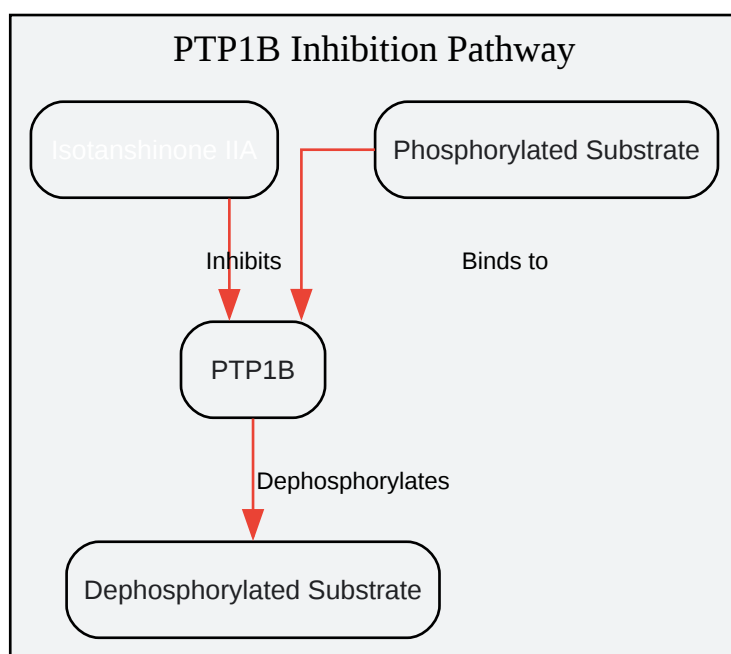 PTP1B Inhibition Pathway
Isotanshinone IIA
Phosphorylated Substrate
Inhibits
Binds to
PTP1B
Dephosphorylates
Dephosphorylated Substrate